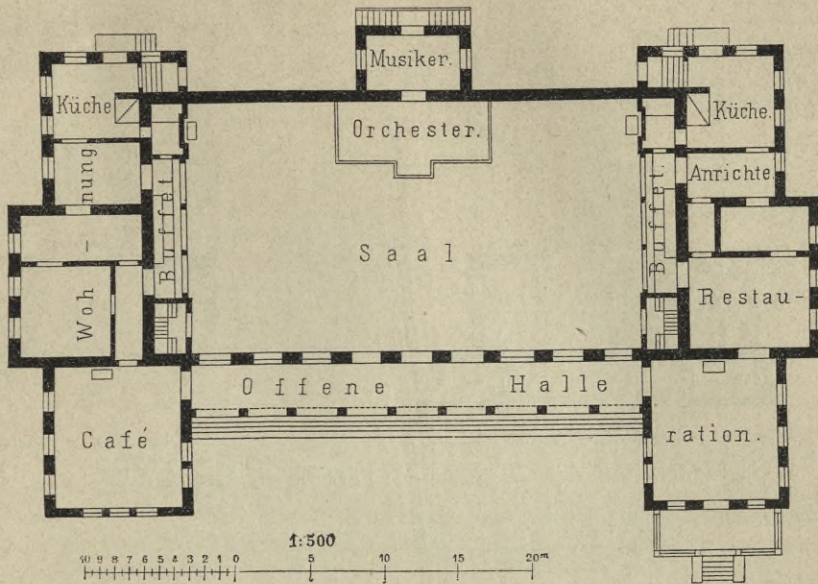 Musiker.
Küche
Küche.
Orchester.
Anrichte.
Woh-nung
Buffet.
Buffet.
Saal
Restau-
Offene Halle
Café
ration.
1:500
10 9 8 7 6 5 4 3 2 1 0 5 10 15 20m